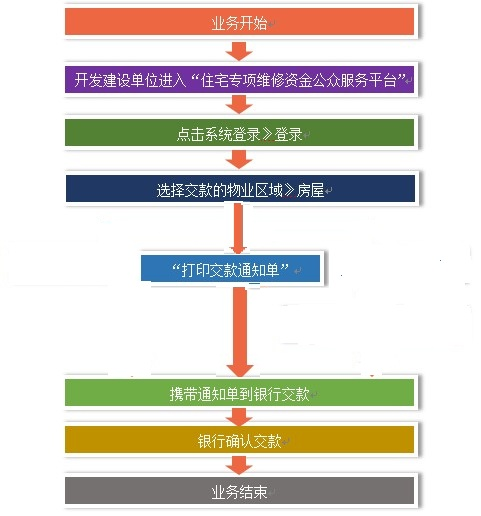 业务开始
开发建设单位进入“住宅专项维修资金公众服务平台”
点击系统登录》登录
选择交款的物业区域》房屋
“打印交款通知单”
携带通知单到银行交款
银行确认交款
业务结束